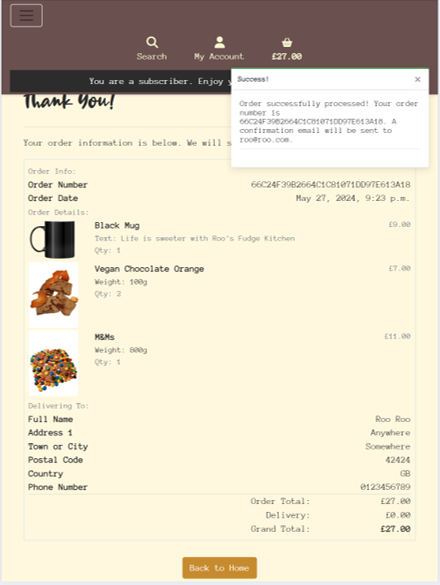 Search
My Account
£27.00
You are a subscriber. Enjoy y
Success!
×
Order successfully processed! Your order
number is
66C24F39B2664C1C81071DD97E613A18. A
confirmation email will be sent to
roo@roo.com.
Thank You!
Your order information is below. We will s
Order Info:
Order Number 66C24F39B2664C1C81071DD97E613A18
Order Date May 27, 2024, 9:23 p.m.
Order Details:
Black Mug £9.00
Text: Life is sweeter with Roo's Fudge Kitchen
Qty: 1
Vegan Chocolate Orange £7.00
Weight: 100g
Qty: 2
M&Ms £11.00
Weight: 800g
Qty: 1
Delivering To:
Full Name Roo Roo
Address 1 Anywhere
Town or City Somewhere
Postal Code 42424
Country GB
Phone Number 0123456789
Order Total: £27.00
Delivery: £0.00
Grand Total: £27.00
Back to Home